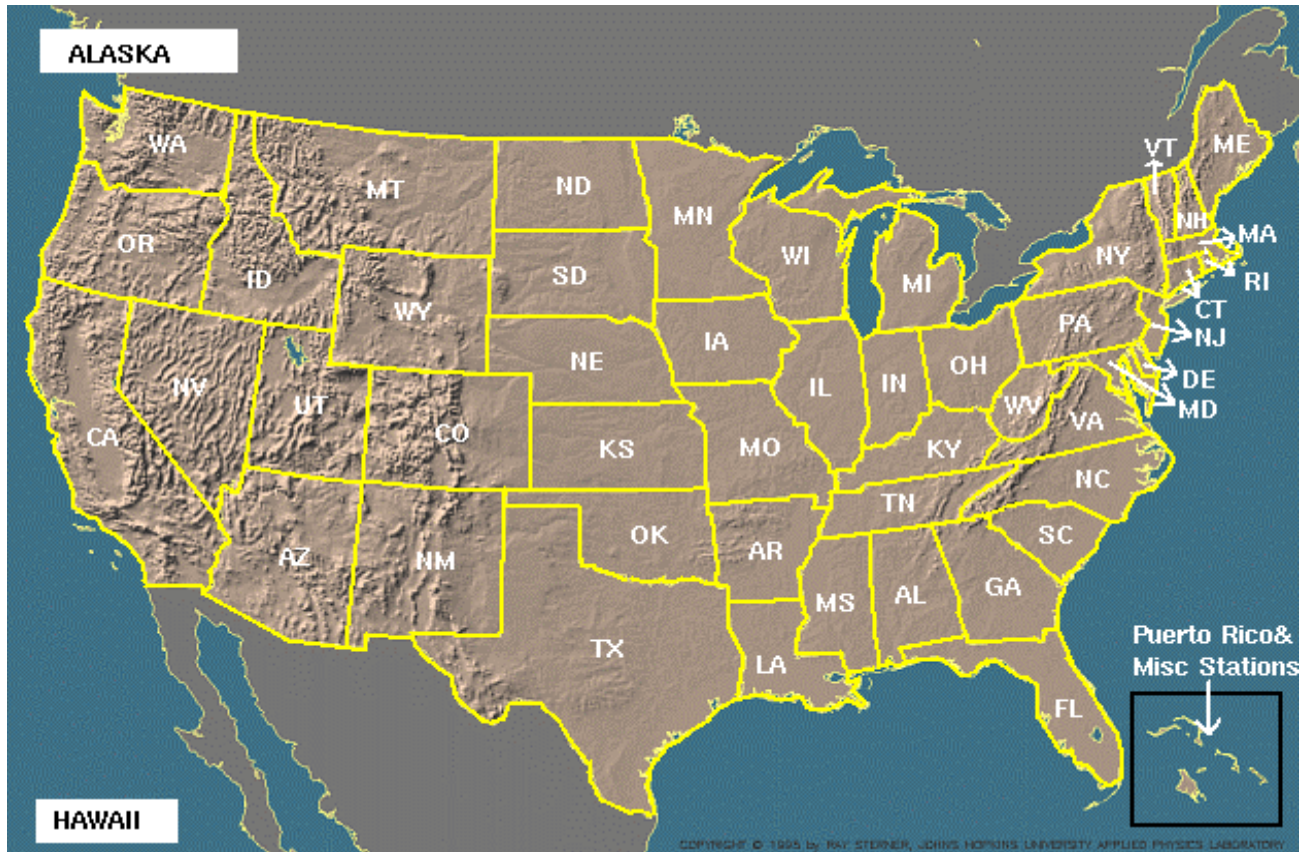 ALASKA
WA
MT
ND
MN
VT
ME
OR
ID
SD
WI
MI
NY
NH
MA
RI
WY
CT
NJ
IA
PA
NE
NV
UT
CO
IL
IN
OH
DE
MD
CA
KS
MO
WV
VA
KY
NC
TN
AZ
NM
OK
AR
SC
MS
AL
GA
TX
LA
FL
Puerto Rico&
Misc Stations
HAWAII
COPYRIGHT © 1995 by RAY STERNER, JOHNS HOPKINS UNIVERSITY APPLIED PHYSICS LABORATORY